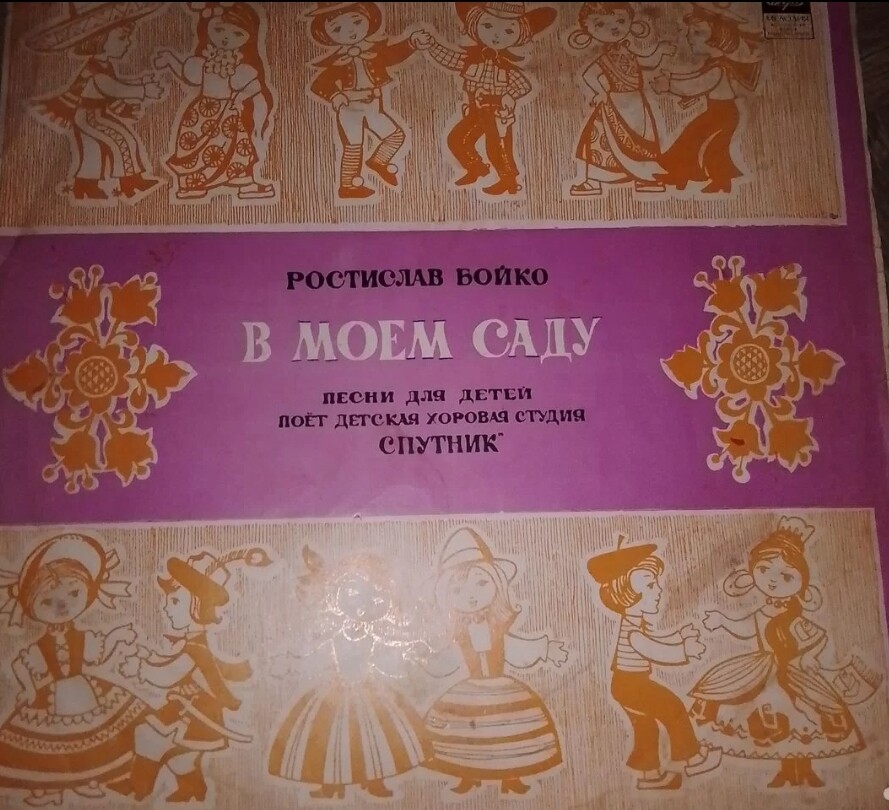 РОСТИСЛАВ БОЙКО
В МОЕМ САДУ
ПЕСНИ ДЛЯ ДЕТЕЙ
ПОЁТ ДЕТСКАЯ ХОРОВАЯ СТУДИЯ
СПУТНИК"